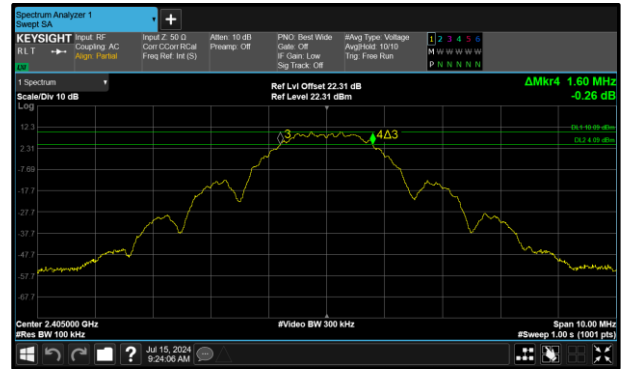 Spectrum Analyzer 1
Swept SA
+
KEYSIGHT
RLT
LW
Input: RF
Coupling: AC
Align: Partial
Input Z: 50 Ω
Corr CCorr RCal
Freq Ref: Int (S)
Atten: 10 dB
Preamp: Off
PNO: Best Wide
Gate: Off
IF Gain: Low
Sig Track: Off
#Avg Type: Voltage
Avg|Hold: 10/10
Trig: Free Run
1 2 3 4 5 6
M W W W W W
P N N N N N
1 Spectrum
Scale/Div 10 dB
Log
Ref Lvl Offset 22.31 dB
Ref Level 22.31 dBm
ΔMkr4 1.60 MHz
-0.26 dB
12.3
2.31
-7.69
-17.7
-27.7
-37.7
-47.7
-57.7
-67.7
DL1 10.09 dBm
DL2 4.09 dBm
3
4Δ3
Center 2.405000 GHz
#Res BW 100 kHz
#Video BW 300 kHz
Span 10.00 MHz
#Sweep 1.00 s (1001 pts)
?
Jul 15, 2024
9:24:06 AM